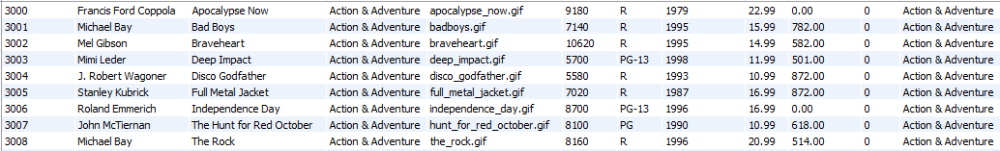 3000 Francis Ford Coppola Apocalypse Now Action & Adventure apocalypse_now.gif 9180 R 1979 22.99 0.00 0 Action & Adventure
3001 Michael Bay Bad Boys Action & Adventure badboys.gif 7140 R 1995 15.99 782.00 0 Action & Adventure
3002 Mel Gibson Braveheart Action & Adventure braveheart.gif 10620 R 1995 14.99 582.00 0 Action & Adventure
3003 Mimi Leder Deep Impact Action & Adventure deep_impact.gif 5700 PG-13 1998 11.99 501.00 0 Action & Adventure
3004 J. Robert Wagoner Disco Godfather Action & Adventure disco_godfather.gif 5580 R 1993 10.99 872.00 0 Action & Adventure
3005 Stanley Kubrick Full Metal Jacket Action & Adventure full_metal_jacket.gif 7020 R 1987 16.99 872.00 0 Action & Adventure
3006 Roland Emmerich Independence Day Action & Adventure independence_day.gif 8700 PG-13 1996 16.99 0.00 0 Action & Adventure
3007 John McTiernan The Hunt for Red October Action & Adventure hunt_for_red_october.gif 8100 PG 1990 10.99 618.00 0 Action & Adventure
3008 Michael Bay The Rock Action & Adventure the_rock.gif 8160 R 1996 20.99 514.00 0 Action & Adventure